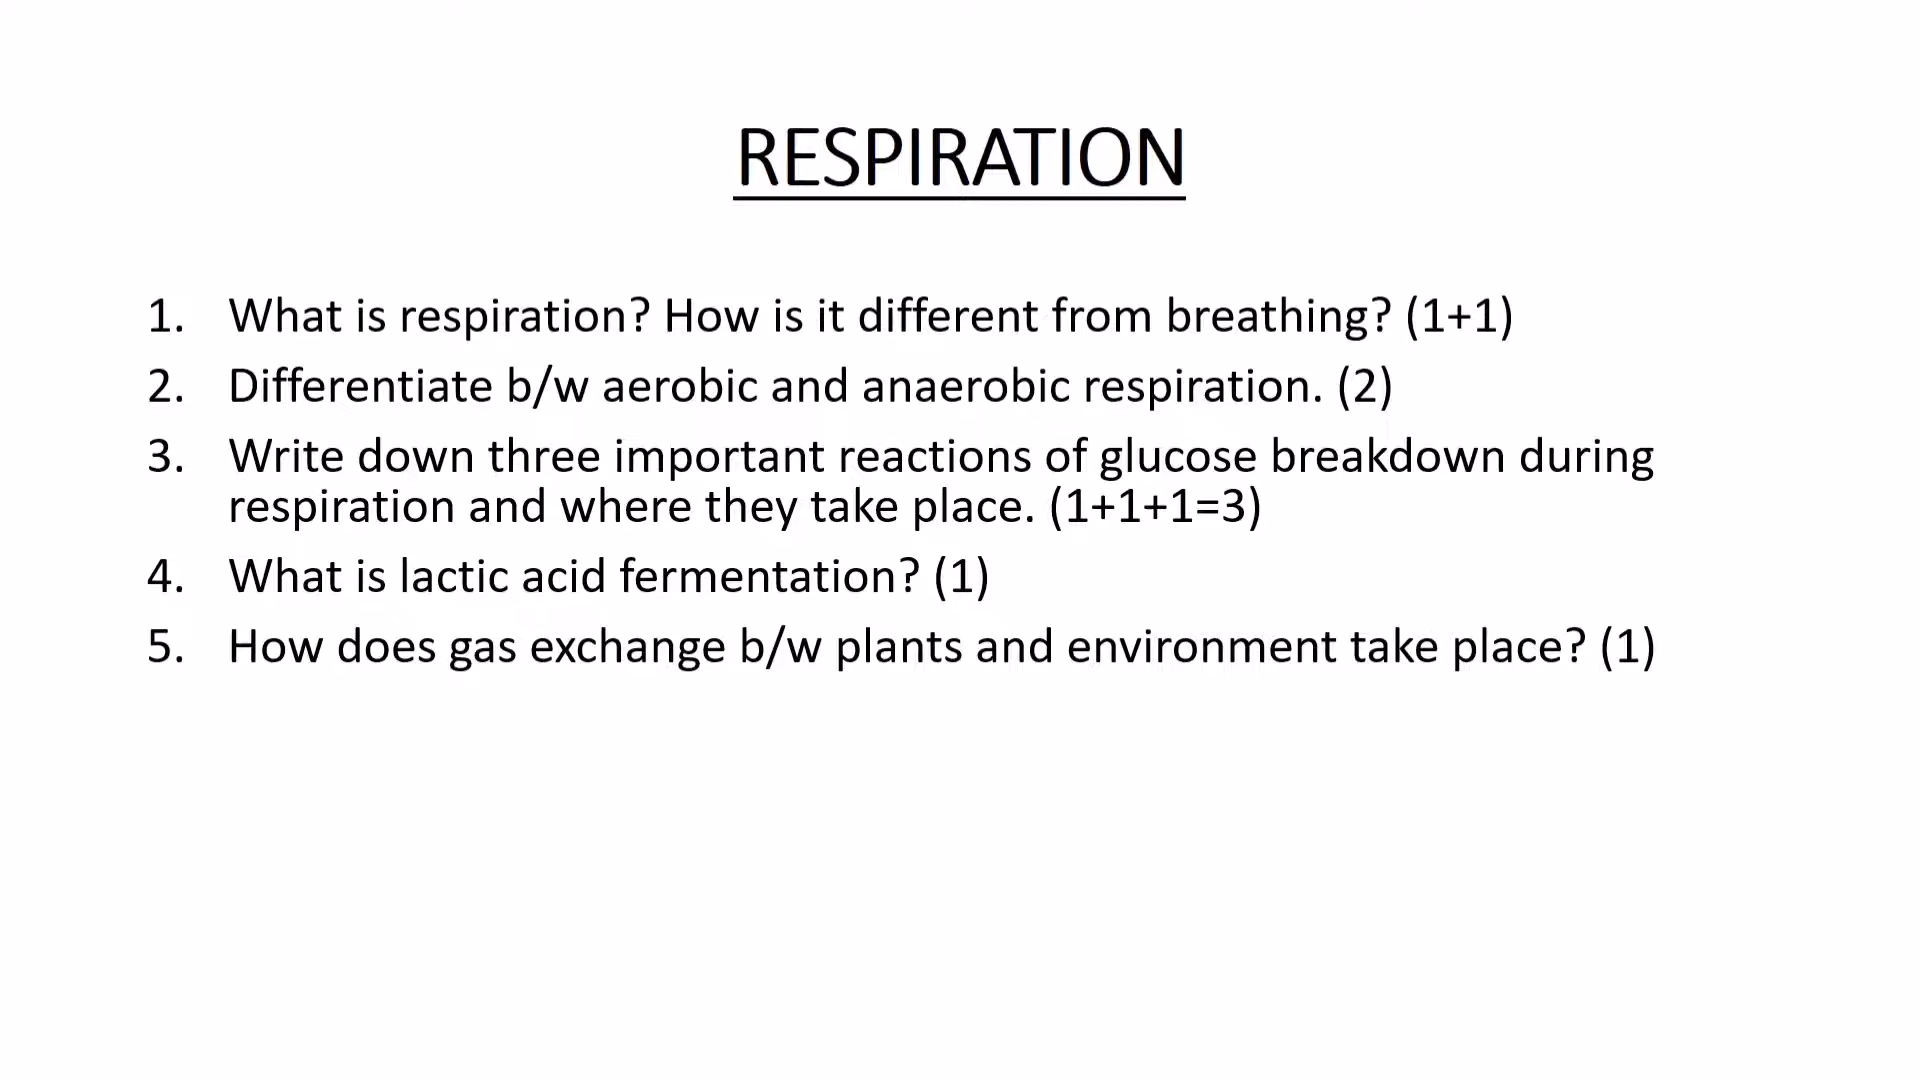 RESPIRATION
1. What is respiration? How is it different from breathing? (1+1)
2. Differentiate b/w aerobic and anaerobic respiration. (2)
3. Write down three important reactions of glucose breakdown during
respiration and where they take place. (1+1+1=3)
4. What is lactic acid fermentation? (1)
5. How does gas exchange b/w plants and environment take place? (1)